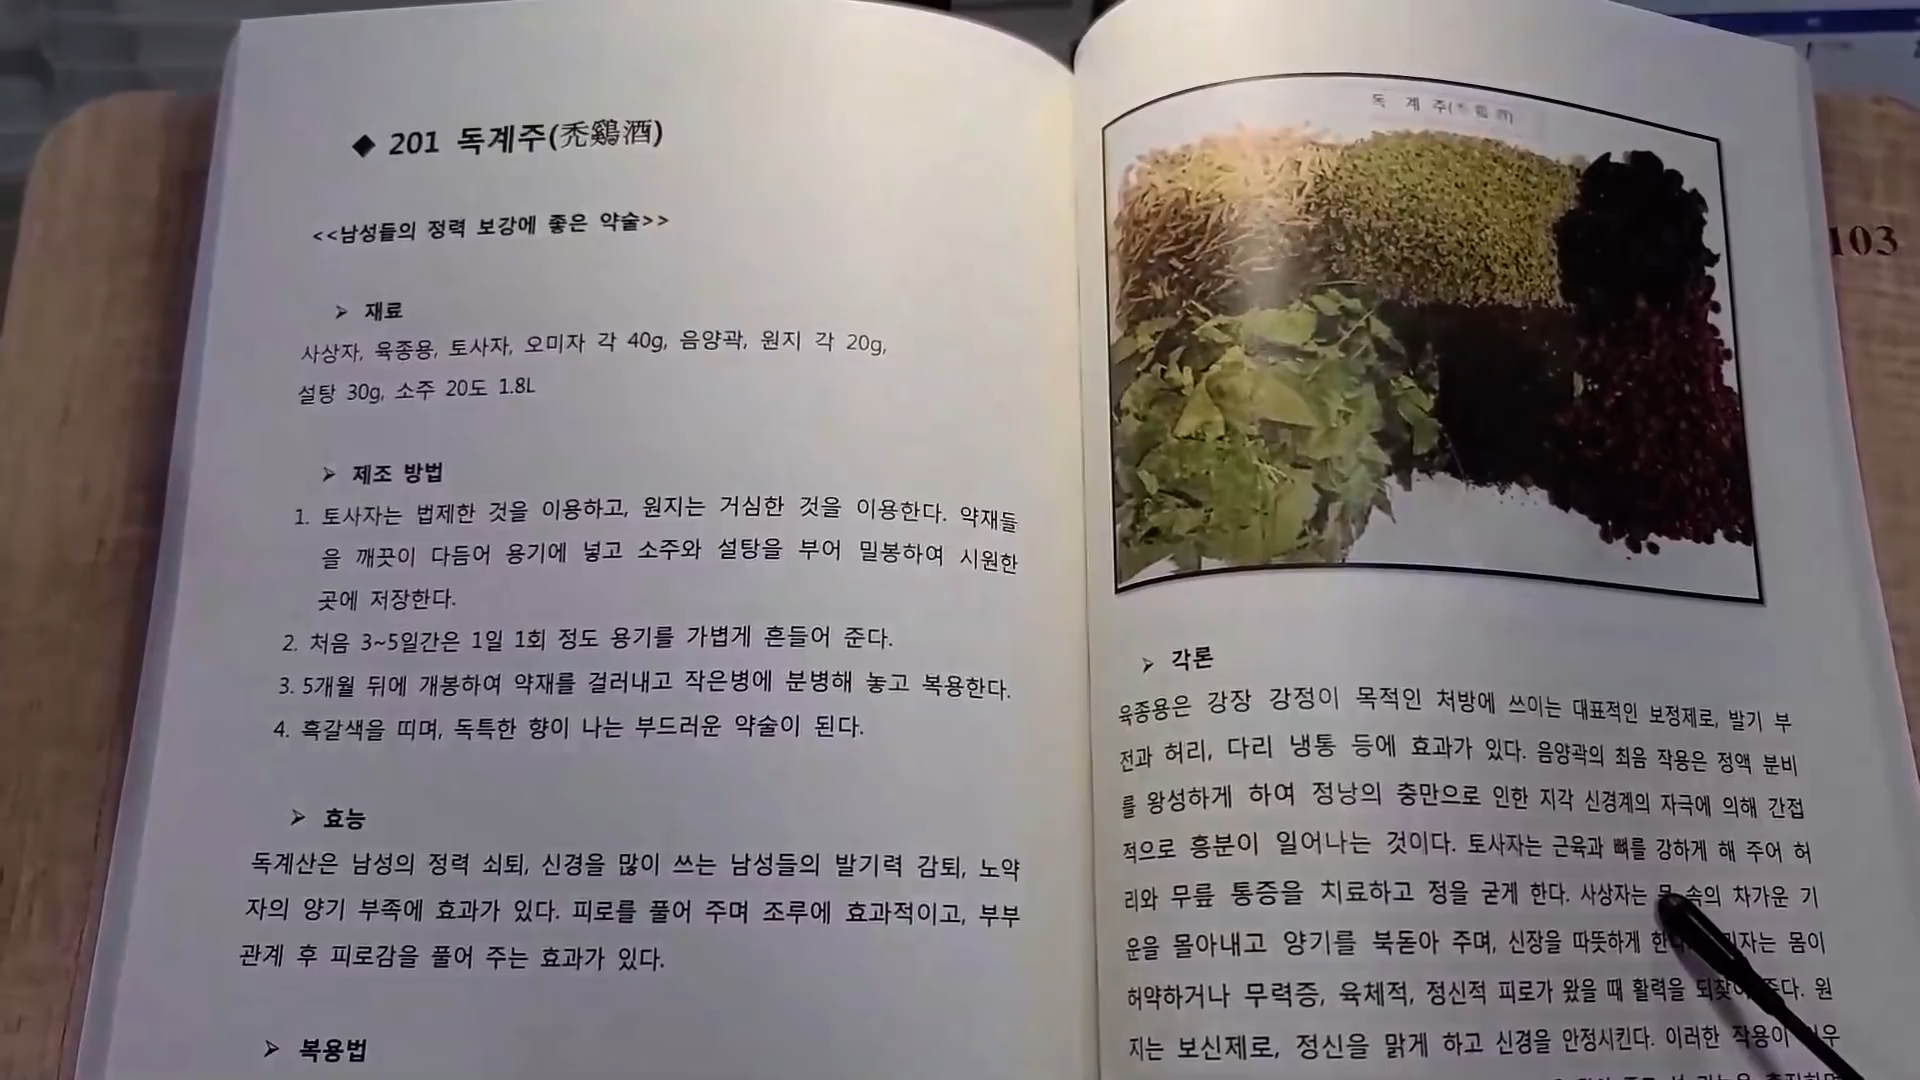 ◆ 201 독계주(禿鷄酒)
<<남성들의 정력 보강에 좋은 약술>>
➢ 재료
사상자, 육종용, 토사자, 오미자 각 40g, 음양곽, 원지 각 20g,
설탕 30g, 소주 20도 1.8L
➢ 제조 방법
1. 토사자는 법제한 것을 이용하고, 원지는 거심한 것을 이용한다. 약재들
을 깨끗이 다듬어 용기에 넣고 소주와 설탕을 부어 밀봉하여 시원한
곳에 저장한다.
2. 처음 3~5일간은 1일 1회 정도 용기를 가볍게 흔들어 준다.
3. 5개월 뒤에 개봉하여 약재를 걸러내고 작은병에 분병해 놓고 복용한다.
4. 흑갈색을 띠며, 독특한 향이 나는 부드러운 약술이 된다.
➢ 효능
독계산은 남성의 정력 쇠퇴, 신경을 많이 쓰는 남성들의 발기력 감퇴, 노약
자의 양기 부족에 효과가 있다. 피로를 풀어 주며 조루에 효과적이고, 부부
관계 후 피로감을 풀어 주는 효과가 있다.
➢ 복용법
독 계 주
103
➢ 각론
육종용은 강장 강정이 목적인 처방에 쓰이는 대표적인 보정제로, 발기 부
전과 허리, 다리 냉통 등에 효과가 있다. 음양곽의 최음 작용은 정액 분비
를 왕성하게 하여 정낭의 충만으로 인한 지각 신경계의 자극에 의해 간접
적으로 흥분이 일어나는 것이다. 토사자는 근육과 뼈를 강하게 해 주어 허
리와 무릎 통증을 치료하고 정을 굳게 한다. 사상자는 속의 차가운 기
운을 몰아내고 양기를 북돋아 주며, 신장을 따뜻하게 몸이
허약하거나 무력증, 육체적, 정신적 피로가 왔을 때 활력을 준다. 원
지는 보신제로, 정신을 맑게 하고 신경을 안정시킨다. 이러한 작용이